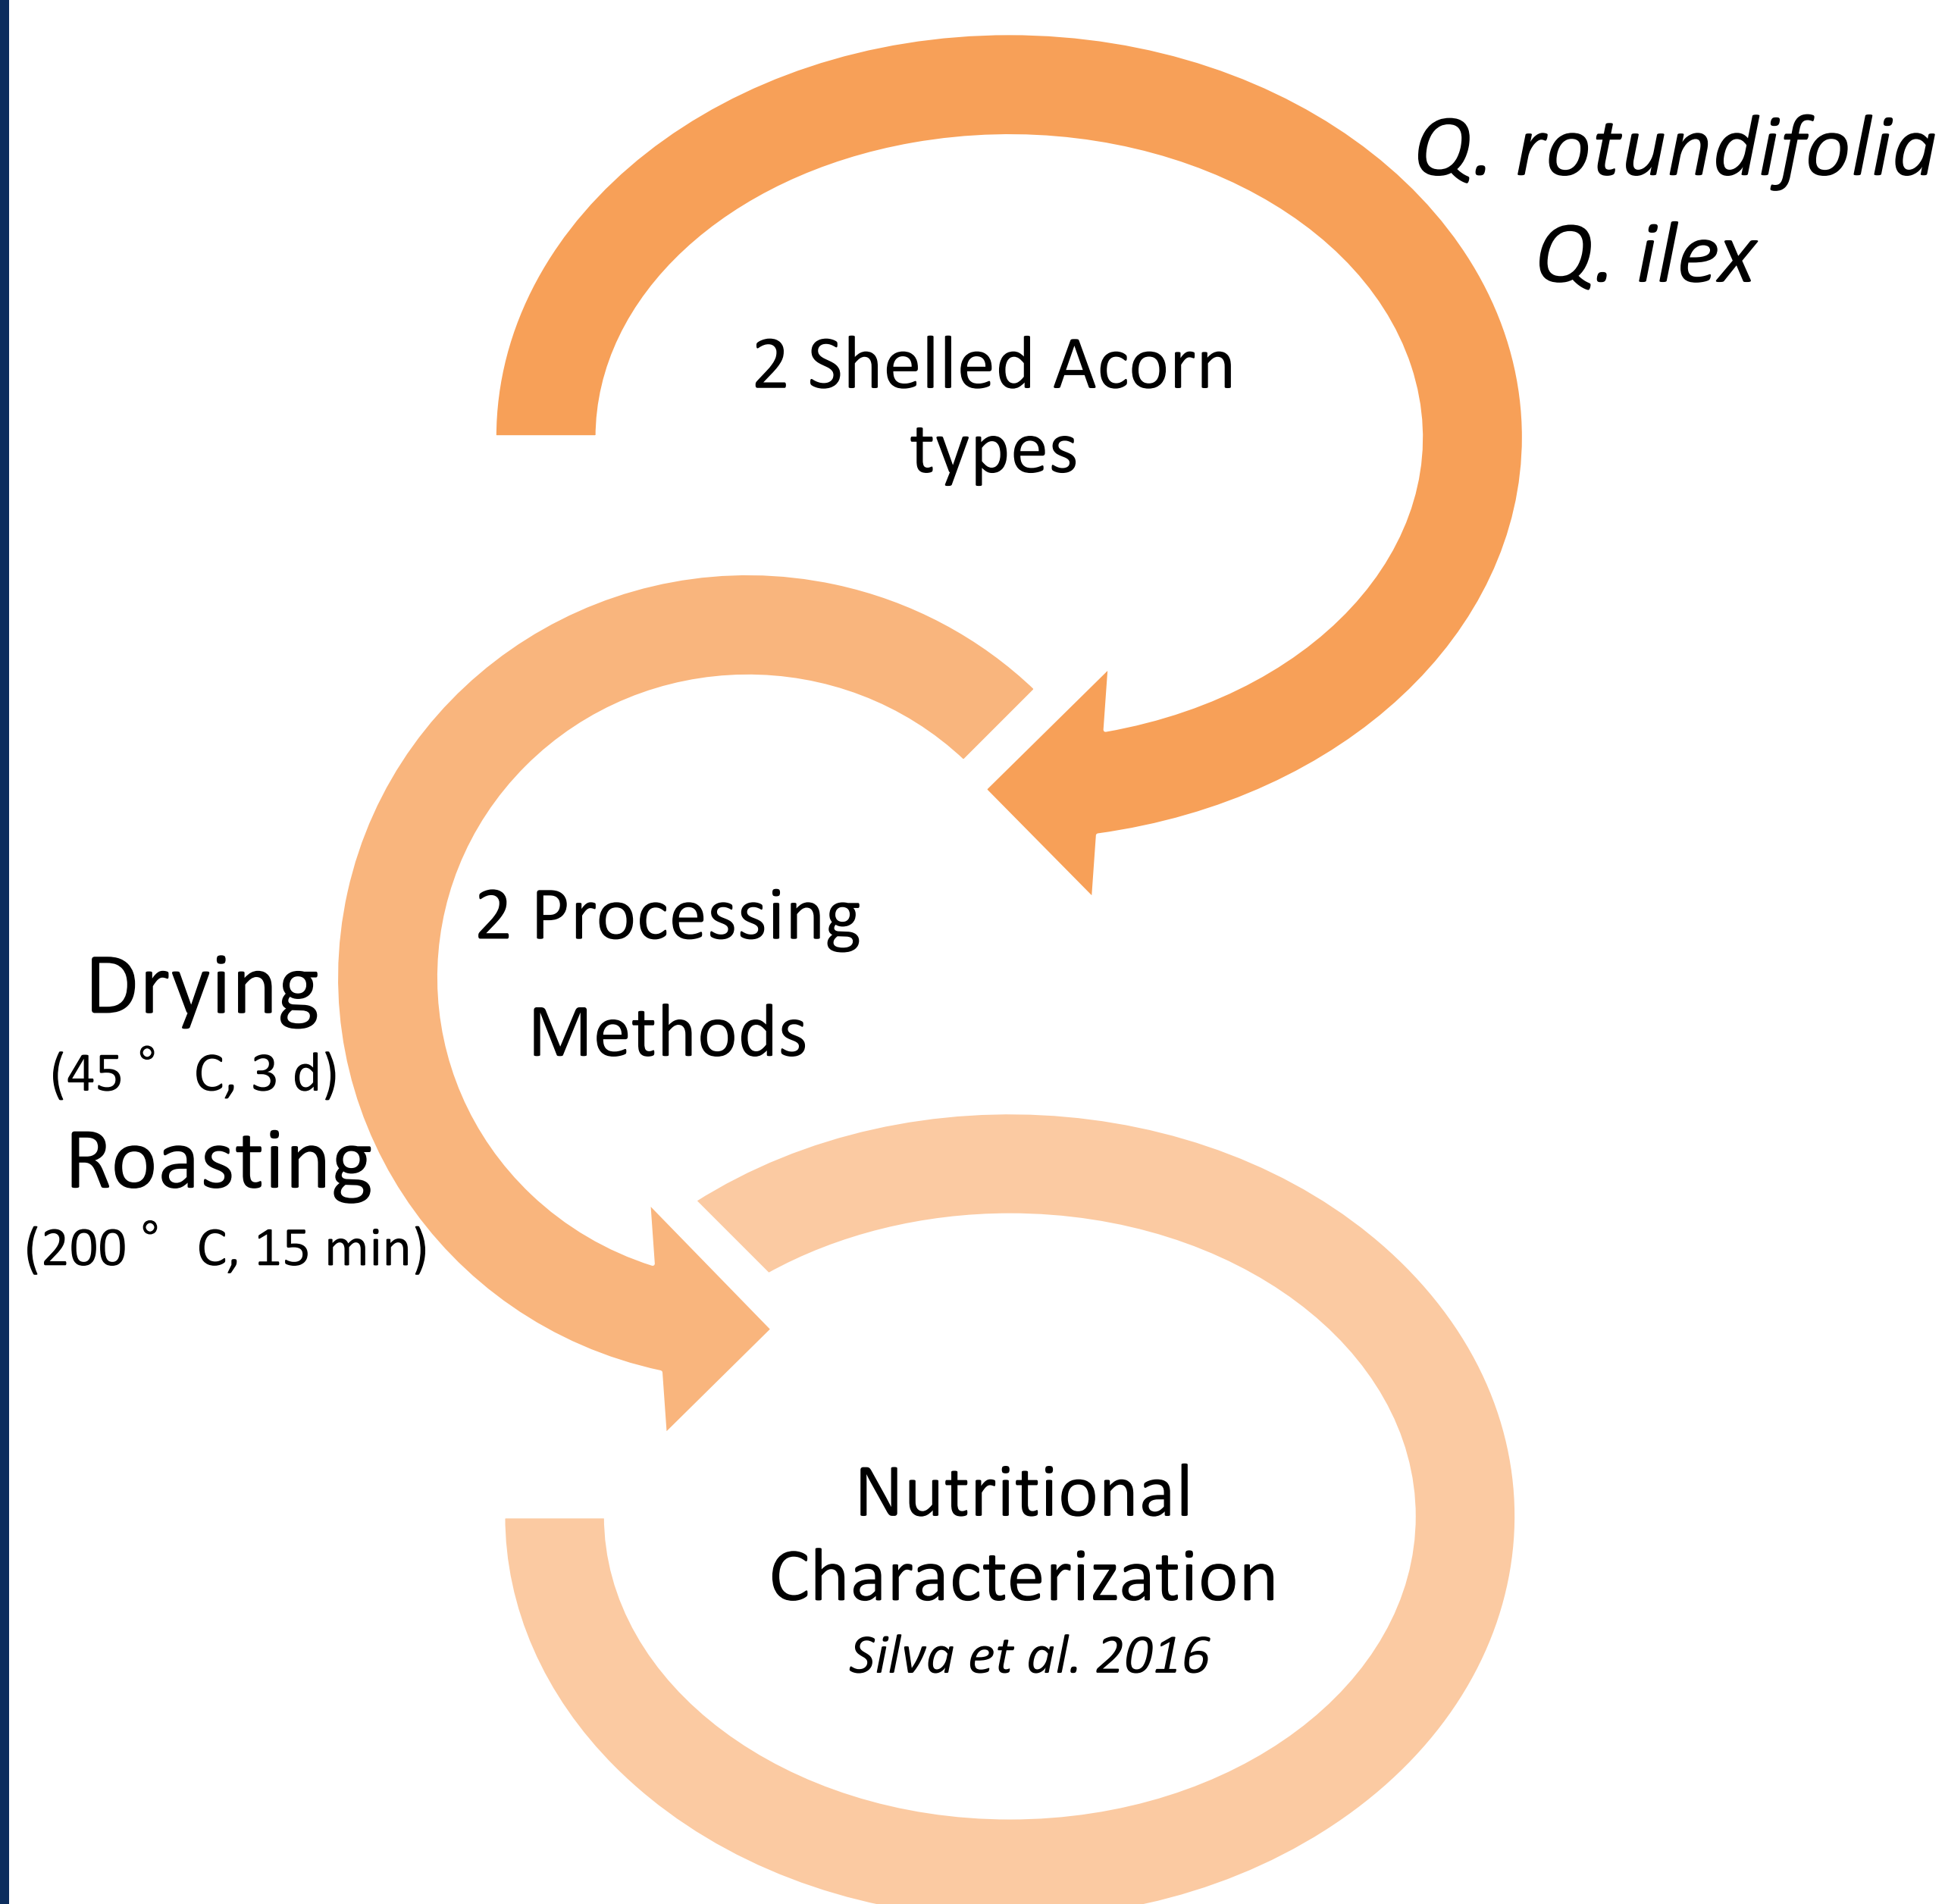 Q. rotundifolia
Q. ilex
2 Shelled Acorn
types
2 Processing
Methods
Drying
(45° C, 3 d)
Roasting
(200° C, 15 min)
Nutritional
Characterization
Silva et al. 2016